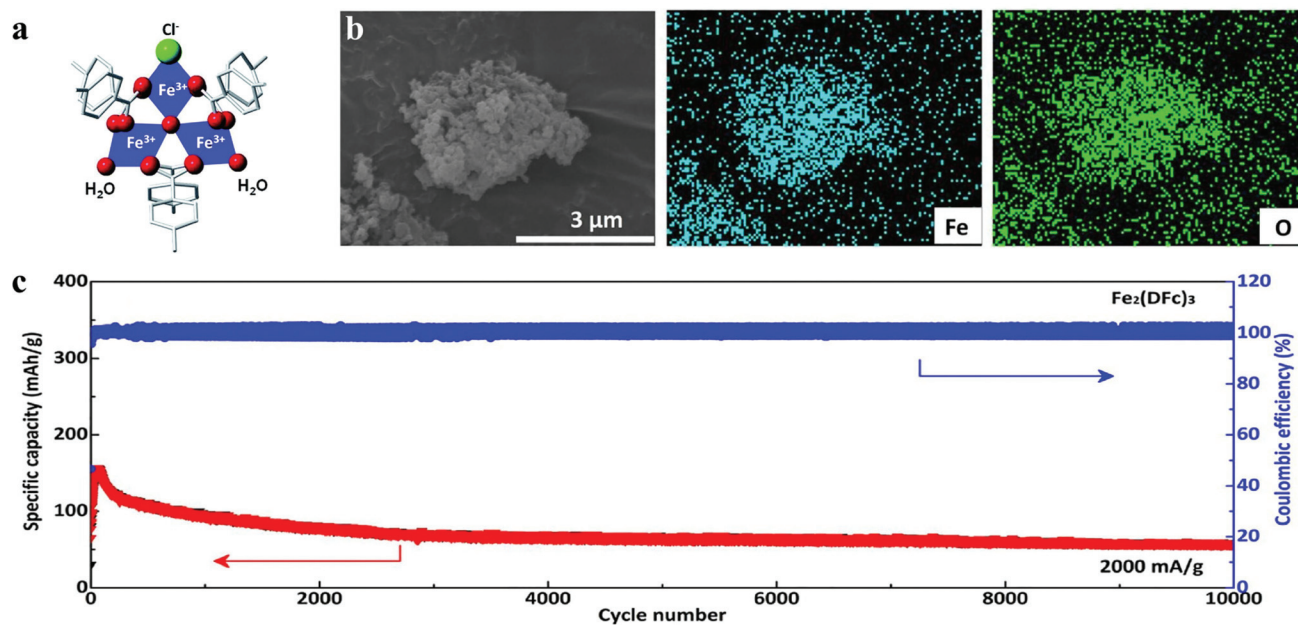 a
Cl⁻
Fe³⁺
Fe³⁺ Fe³⁺
H₂O H₂O
b
3 µm
Fe
O
c
400
350
300
200
100
0
Specific capacity (mAh/g)
120
100
80
60
40
20
0
Coulombic efficiency (%)
Fe₂(DFc)₃
2000 mA/g
0 2000 4000 6000 8000 10000
Cycle number